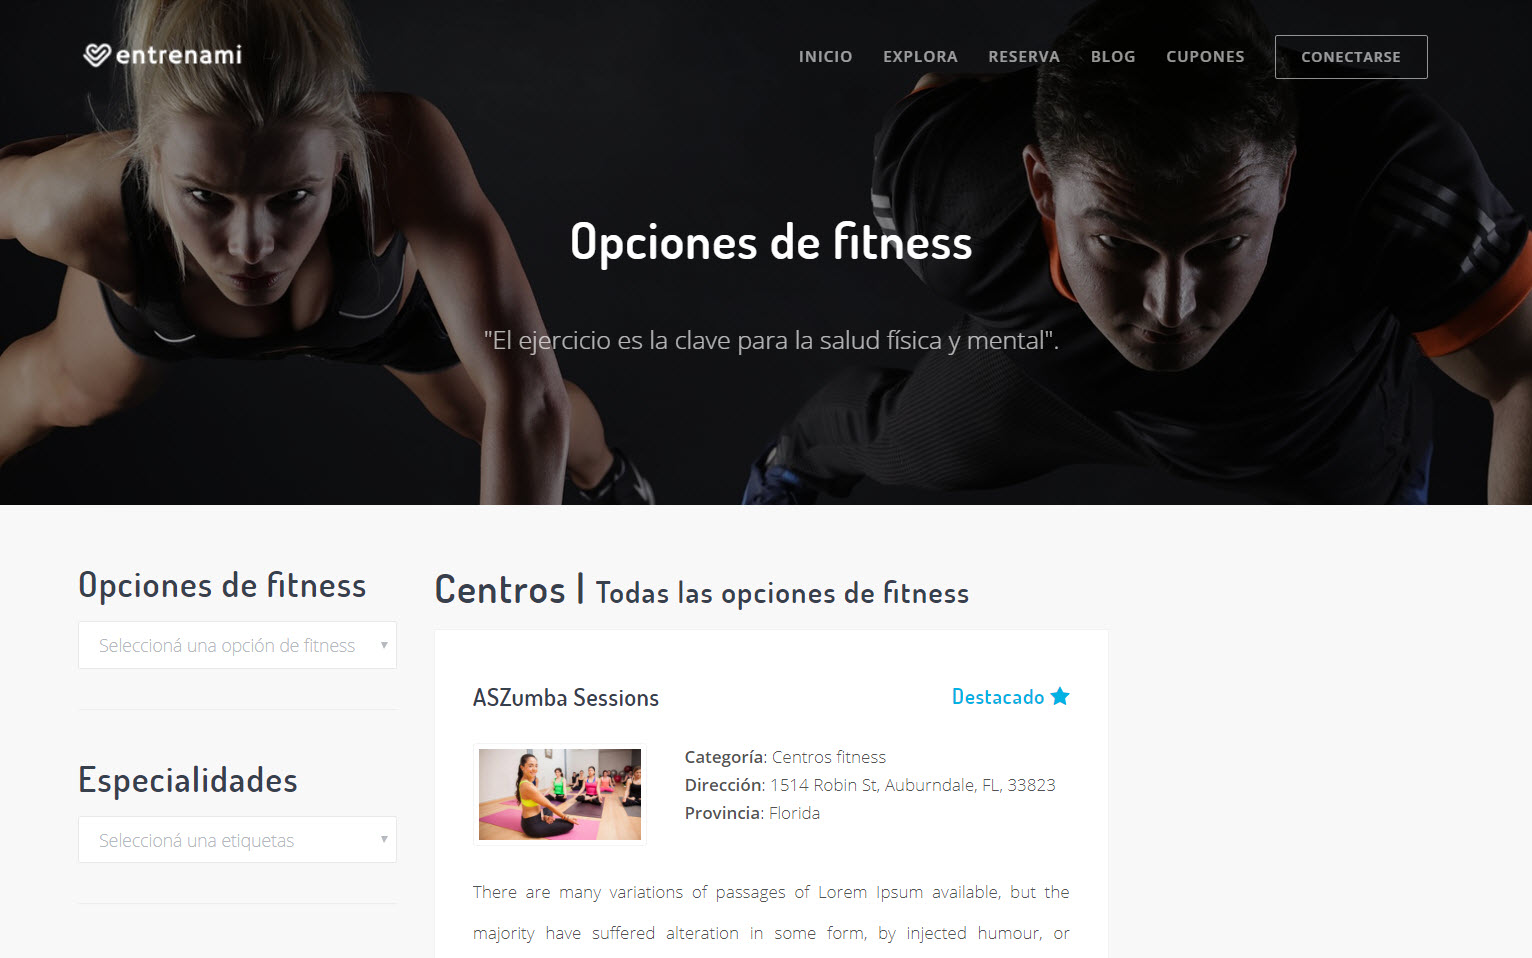 entrenami
INICIO EXPLORA RESERVA BLOG CUPONES CONECTARSE
Opciones de fitness
"El ejercicio es la clave para la salud física y mental".
Opciones de fitness
Seleccioná una opción de fitness
Especialidades
Seleccioná una etiquetas
Centros | Todas las opciones de fitness
ASZumba Sessions
Destacado
Categoría: Centros fitness
Dirección: 1514 Robin St, Auburndale, FL, 33823
Provincia: Florida
There are many variations of passages of Lorem Ipsum available, but the
majority have suffered alteration in some form, by injected humour, or